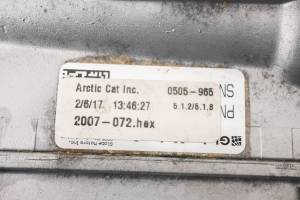 Arctic Cat Inc. 0505-965
2/6/17 13:46:27 5.1.2/5.1.8
2007-072.hex
SN
PN